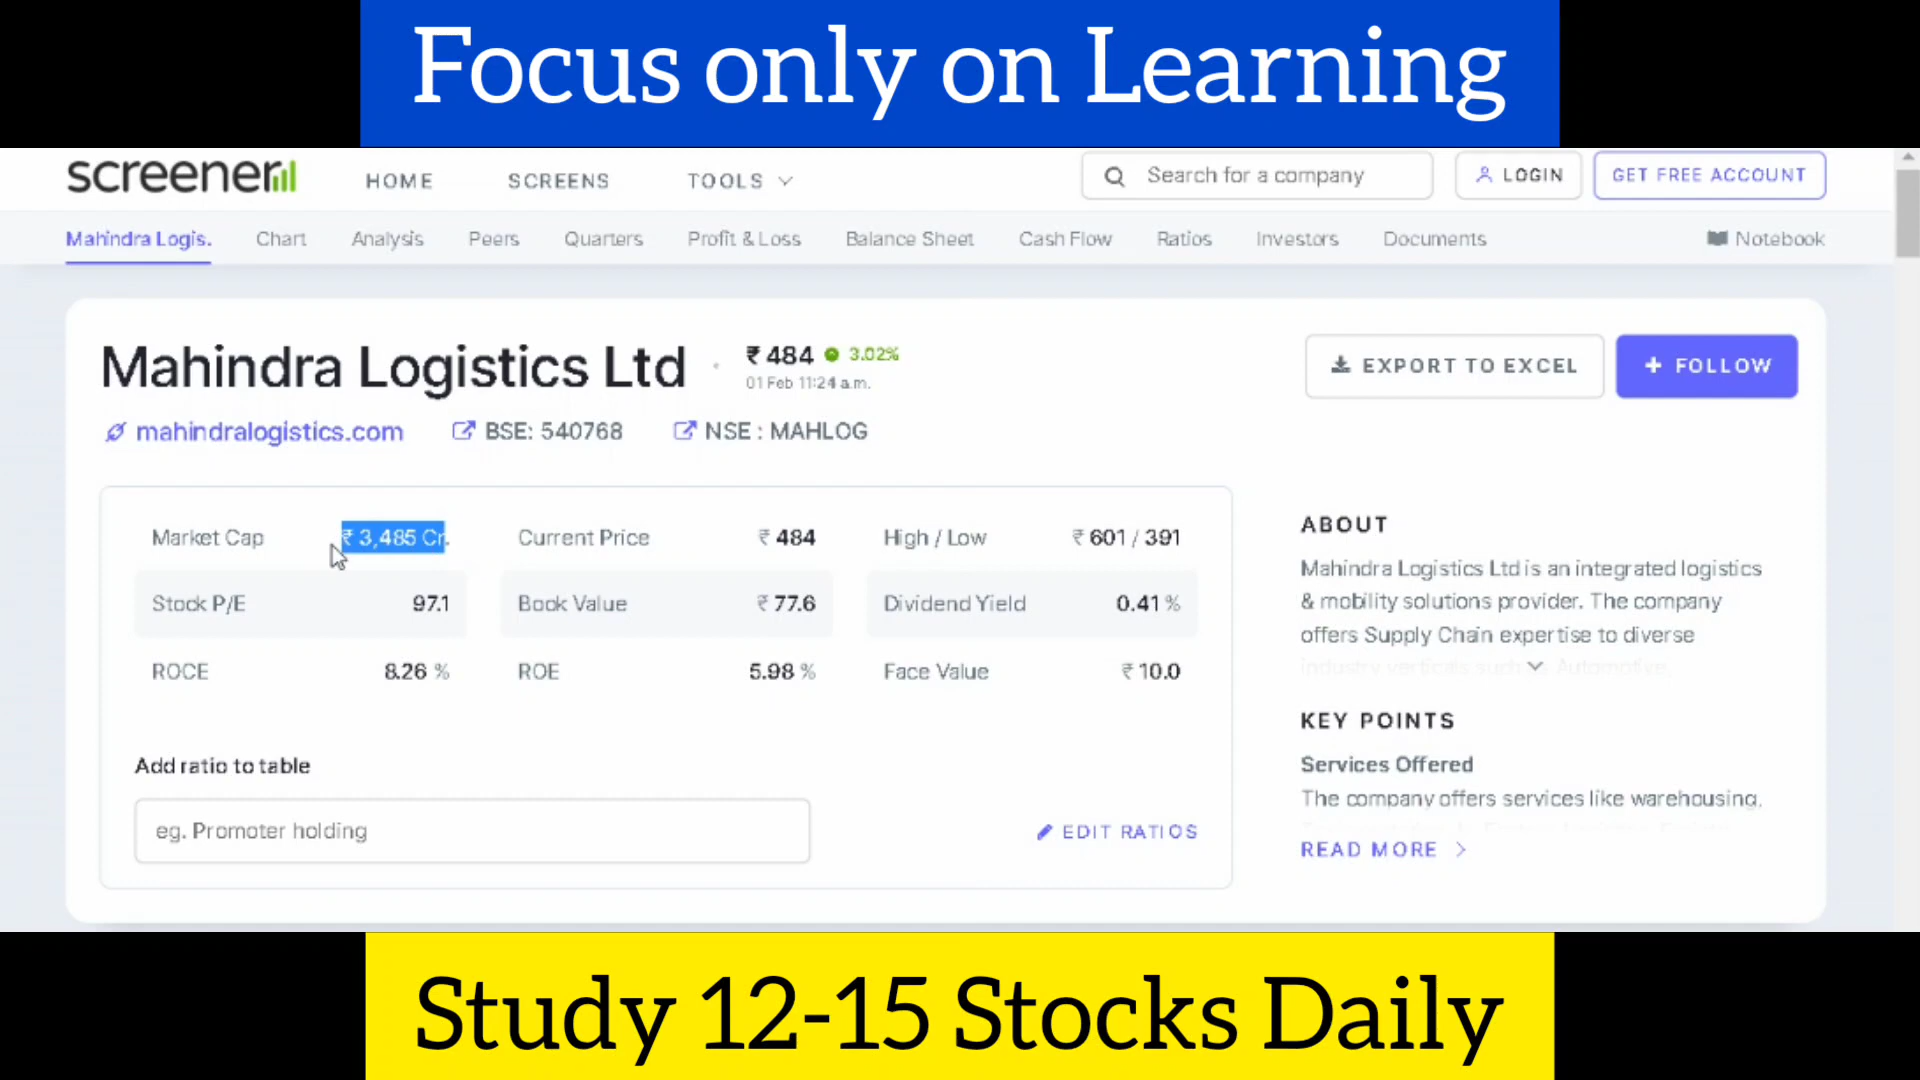 Focus only on Learning
screener
HOME SCREENS TOOLS
Search for a company
LOGIN
GET FREE ACCOUNT
Mahindra Logis. Chart Analysis Peers Quarters Profit & Loss Balance Sheet Cash Flow Ratios Investors Documents Notebook
Mahindra Logistics Ltd
₹ 484 3.02%
01 Feb 11:24 a.m.
EXPORT TO EXCEL
+ FOLLOW
mahindralogistics.com BSE: 540768 NSE : MAHLOG
Market Cap ₹ 3,485 Cr. Current Price ₹ 484 High / Low ₹ 601 / 391
Stock P/E 97.1 Book Value ₹ 77.6 Dividend Yield 0.41 %
ROCE 8.26 % ROE 5.98 % Face Value ₹ 10.0
Add ratio to table
eg. Promoter holding
EDIT RATIOS
ABOUT
Mahindra Logistics Ltd is an integrated logistics
& mobility solutions provider. The company
offers Supply Chain expertise to diverse
industry verticals such as Automotive,
KEY POINTS
Services Offered
The company offers services like warehousing,
READ MORE
Study 12-15 Stocks Daily